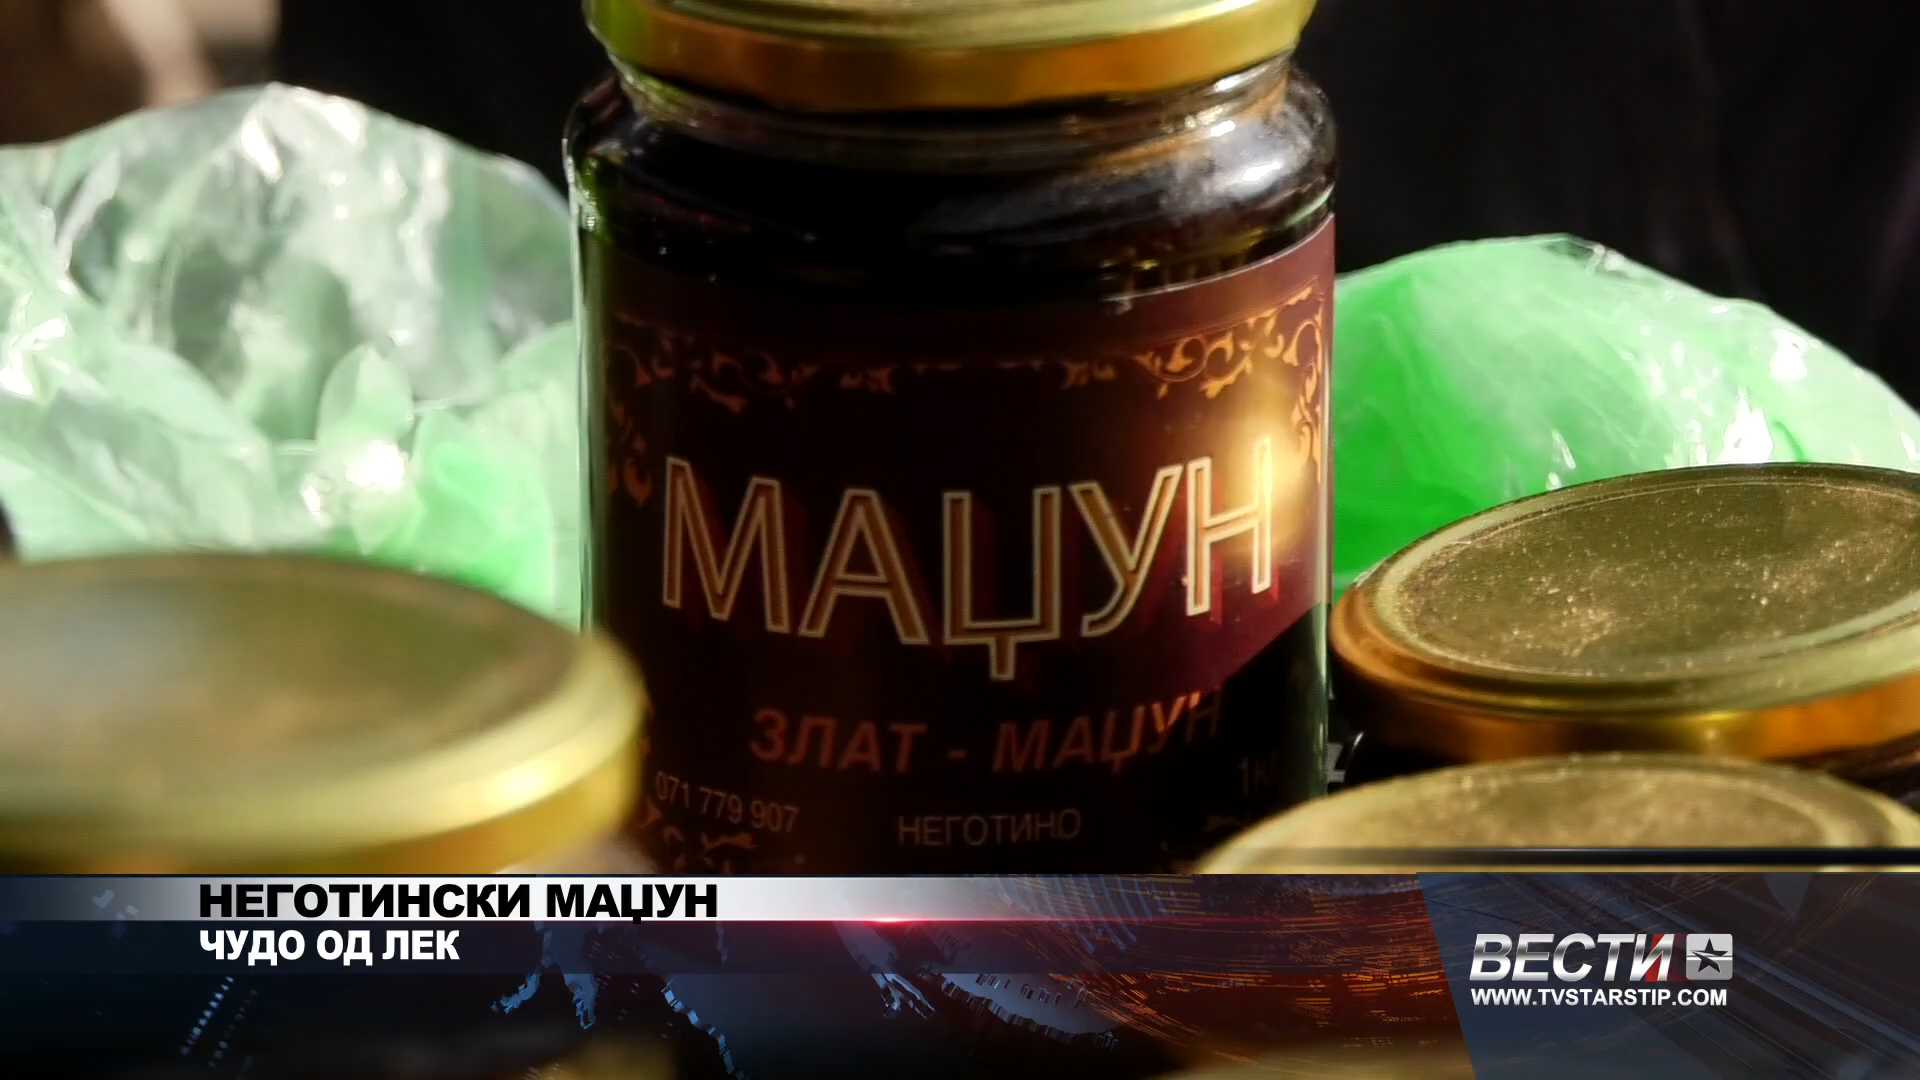 МАЏУН
ЗЛАТ - МАЏУН
071 779 907
НЕГОТИНО
НЕГОТИНСКИ МАЏУН
ЧУДО ОД ЛЕК
ВЕСТИ
WWW.TVSTARSTIP.COM